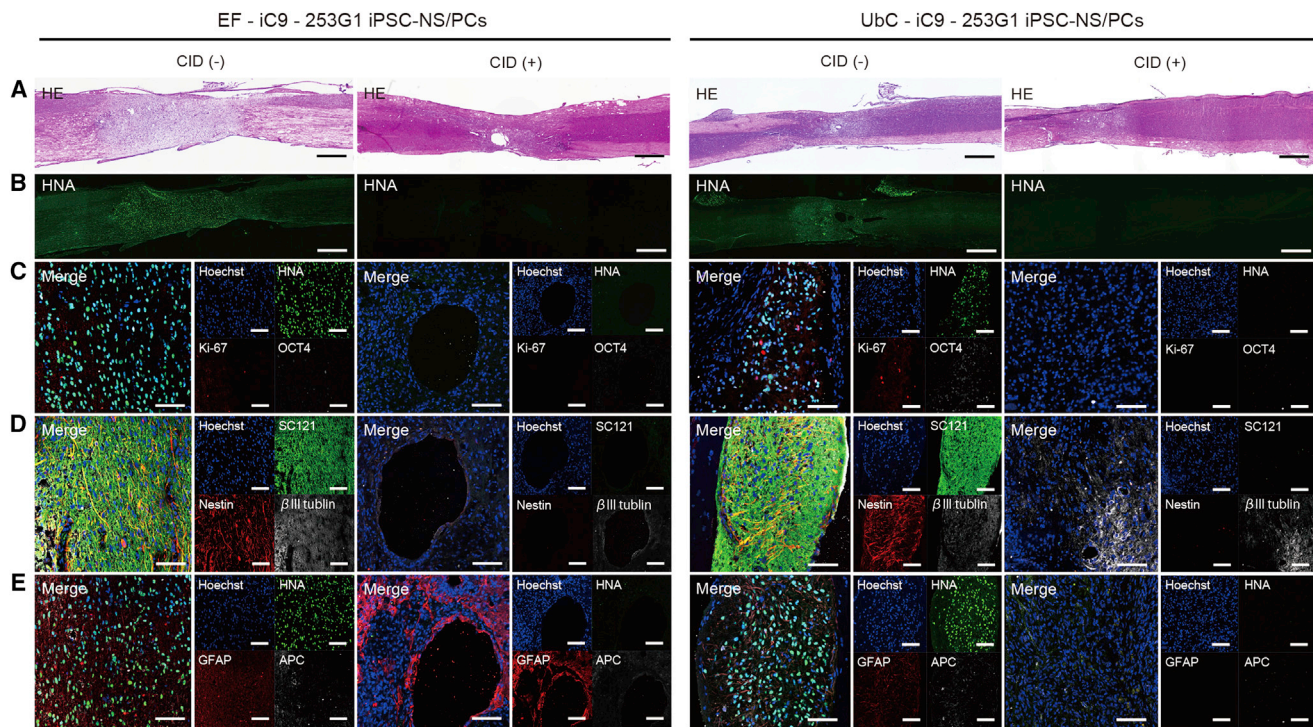 EF - iC9 - 253G1 iPSC-NS/PCs UbC - iC9 - 253G1 iPSC-NS/PCs
CID (-) CID (+) CID (-) CID (+)
A HE HE HE HE
B HNA HNA HNA HNA
C Merge Hoechst HNA Merge Hoechst HNA Merge Hoechst HNA Merge Hoechst HNA
Ki-67 OCT4 Ki-67 OCT4 Ki-67 OCT4 Ki-67 OCT4
D Merge Hoechst SC121 Merge Hoechst SC121 Merge Hoechst SC121 Merge Hoechst SC121
Nestin βIII tublin Nestin βIII tublin Nestin βIII tublin Nestin βIII tublin
E Merge Hoechst HNA Merge Hoechst HNA Merge Hoechst HNA Merge Hoechst HNA
GFAP APC GFAP APC GFAP APC GFAP APC